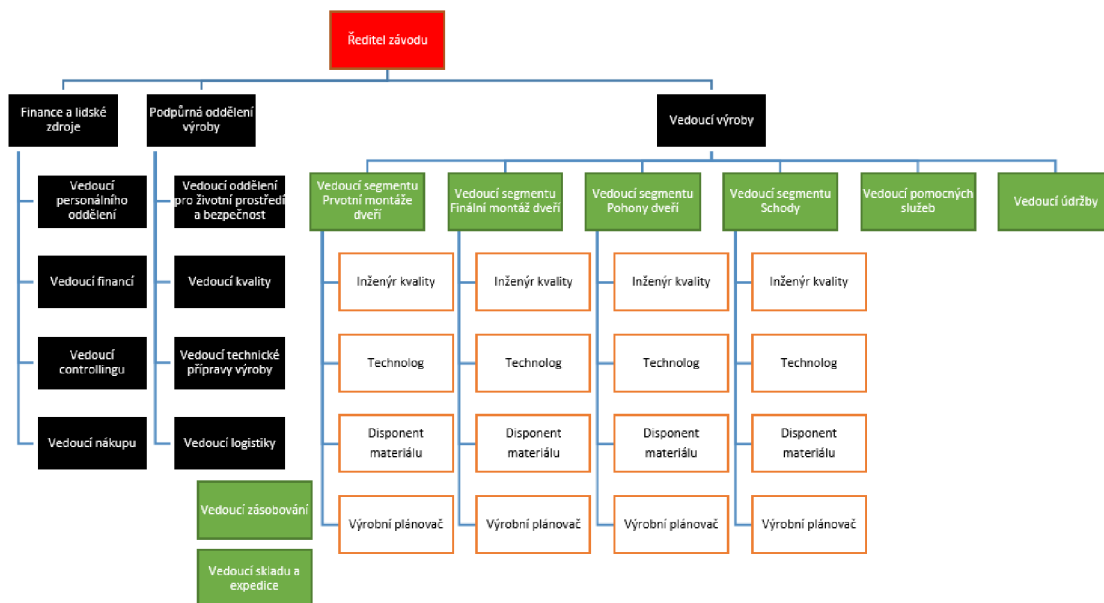 Ředitel závodu
Finance a lidské
zdroje
Podpůrná oddělení
výroby
Vedoucí výroby
Vedoucí
personálního
oddělení
Vedoucí oddělení
pro životní prostředí
a bezpečnost
Vedoucí segmentu
Prvotní montáže
dveří
Vedoucí segmentu
Finální montáž dveří
Vedoucí segmentu
Pohony dveří
Vedoucí segmentu
Schody
Vedoucí pomocných
služeb
Vedoucí údržby
Vedoucí financí
Vedoucí kvality
Inženýr kvality
Inženýr kvality
Inženýr kvality
Inženýr kvality
Vedoucí
controllingu
Vedoucí technické
přípravy výroby
Technolog
Technolog
Technolog
Technolog
Vedoucí nákupu
Vedoucí logistiky
Disponent
materiálu
Disponent
materiálu
Disponent
materiálu
Disponent
materiálu
Vedoucí zásobování
Výrobní plánovač
Výrobní plánovač
Výrobní plánovač
Výrobní plánovač
Vedoucí skladu a
expedice